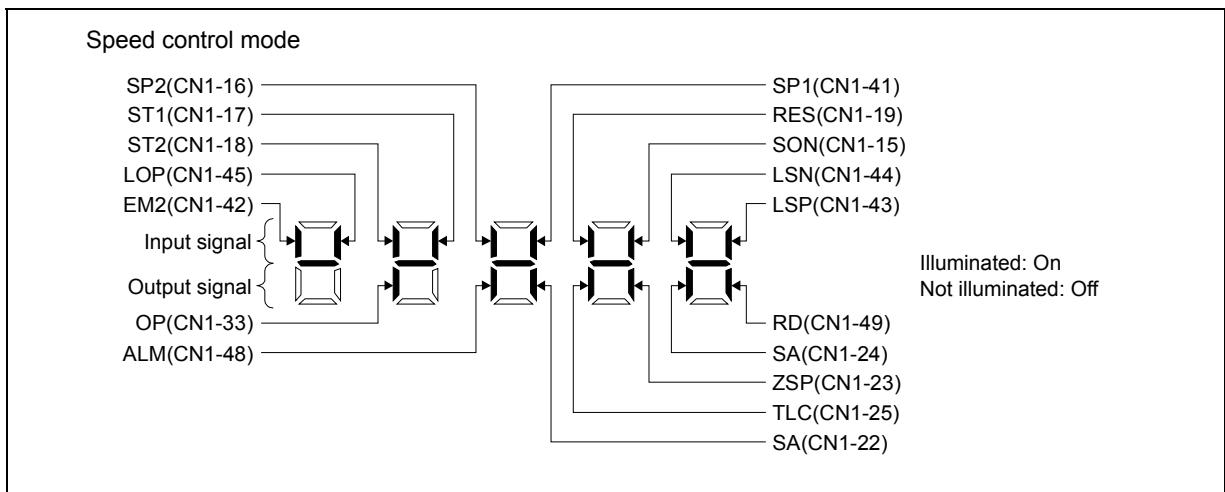 Speed control mode
SP2(CN1-16)
ST1(CN1-17)
ST2(CN1-18)
LOP(CN1-45)
EM2(CN1-42)
Input signal
Output signal
OP(CN1-33)
ALM(CN1-48)
SP1(CN1-41)
RES(CN1-19)
SON(CN1-15)
LSN(CN1-44)
LSP(CN1-43)
Illuminated: On
Not illuminated: Off
RD(CN1-49)
SA(CN1-24)
ZSP(CN1-23)
TLC(CN1-25)
SA(CN1-22)